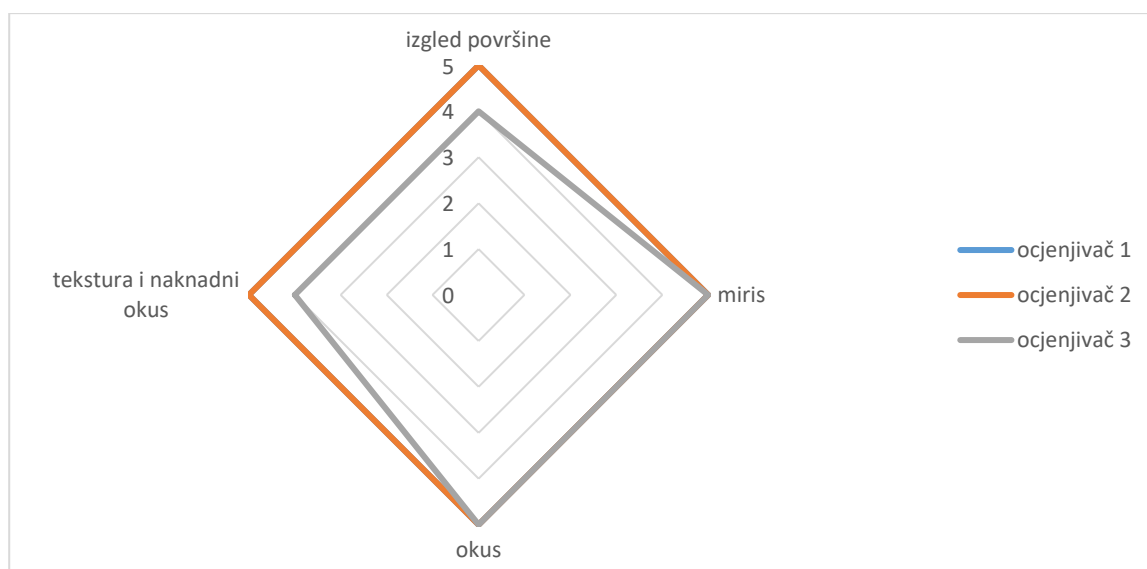 izgled površine
5
4
3
2
1
0
tekstura i naknadni
okus
miris
okus
ocjenjivač 1
ocjenjivač 2
ocjenjivač 3